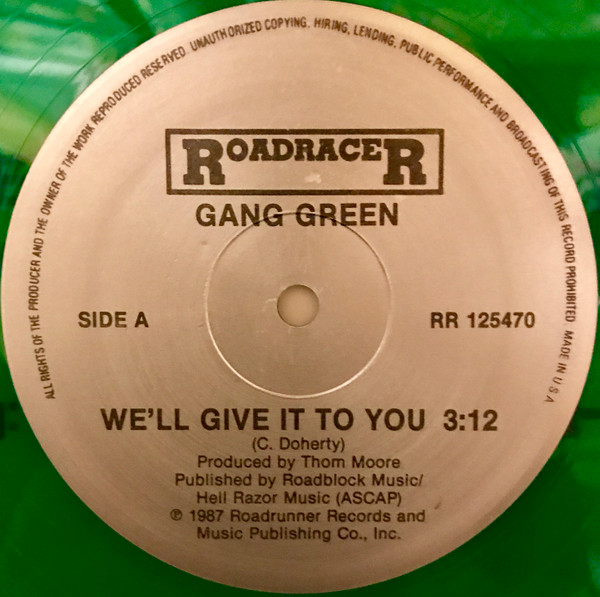 ALL RIGHTS OF THE PRODUCER AND THE OWNER OF THE WORK REPRODUCED RESERVED. UNAUTHORIZED COPYING, HIRING, LENDING, PUBLIC PERFORMANCE AND BROADCASTING OF THIS RECORD PROHIBITED. MADE IN U.S.A.
ROADRACER
GANG GREEN
SIDE A
RR 125470
WE'LL GIVE IT TO YOU 3:12
(C. Doherty)
Produced by Thom Moore
Published by Roadblock Music/
Hell Razor Music (ASCAP)
℗ 1987 Roadrunner Records and
Music Publishing Co., Inc.